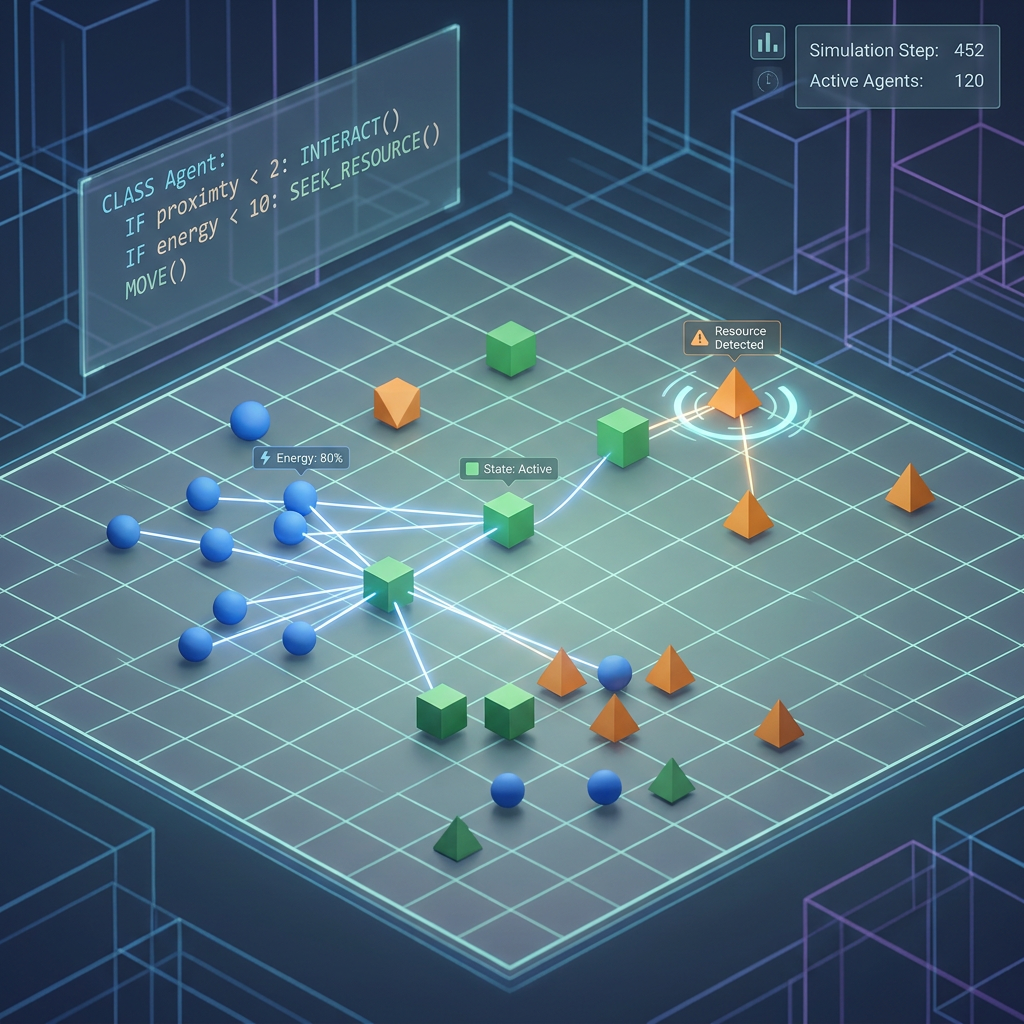 CLASS Agent:
IF proximty < 2: INTERACT()
IF energy < 10: SEEK_RESOURCE()
MOVE()
Simulation Step: 452
Active Agents: 120
Resource
Detected
Energy: 80%
State: Active